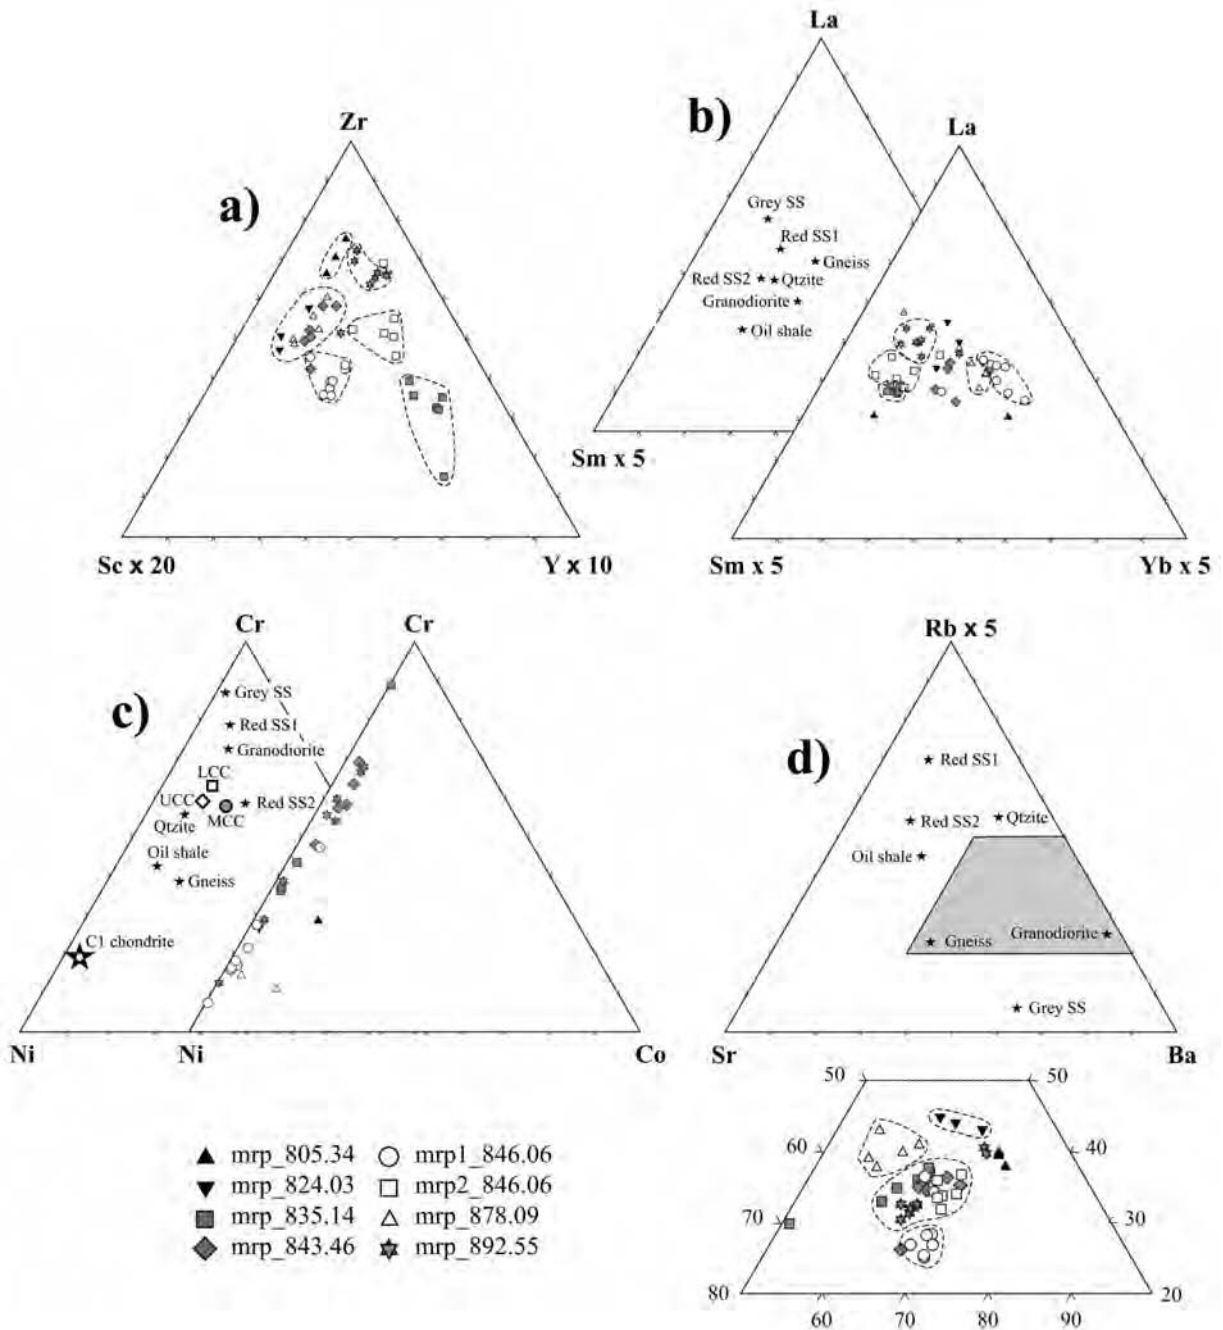 a)
Zr
Sc x 20
Y x 10
b)
La
Grey SS
Red SS1
Gneiss
Red SS2
Qtzite
Granodiorite
Oil shale
Sm x 5
La
Sm x 5
Yb x 5
c)
Cr
Grey SS
Red SS1
Granodiorite
LCC
UCC
MCC
Red SS2
Qtzite
Oil shale
Gneiss
C1 chondrite
Ni
Cr
Ni
Co
d)
Rb x 5
Red SS1
Red SS2
Qtzite
Oil shale
Gneiss
Granodiorite
Grey SS
Sr
Ba
50
50
60
40
70
30
80
20
60
70
80
90
mrp_805.34
mrp1_846.06
mrp_824.03
mrp2_846.06
mrp_835.14
mrp_878.09
mrp_843.46
mrp_892.55